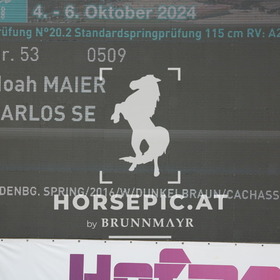 4. - 6. Oktober 2024
rüfung N°20.2 Standardspringprüfung 115 cm RV: A2
r. 53 0509
Noah MAIER
CARLOS SE
HORSEPIC.AT
DENBG. SPRING/2016/W/DUNKELBRAUN/CACHASS
by BRUNNMAYR